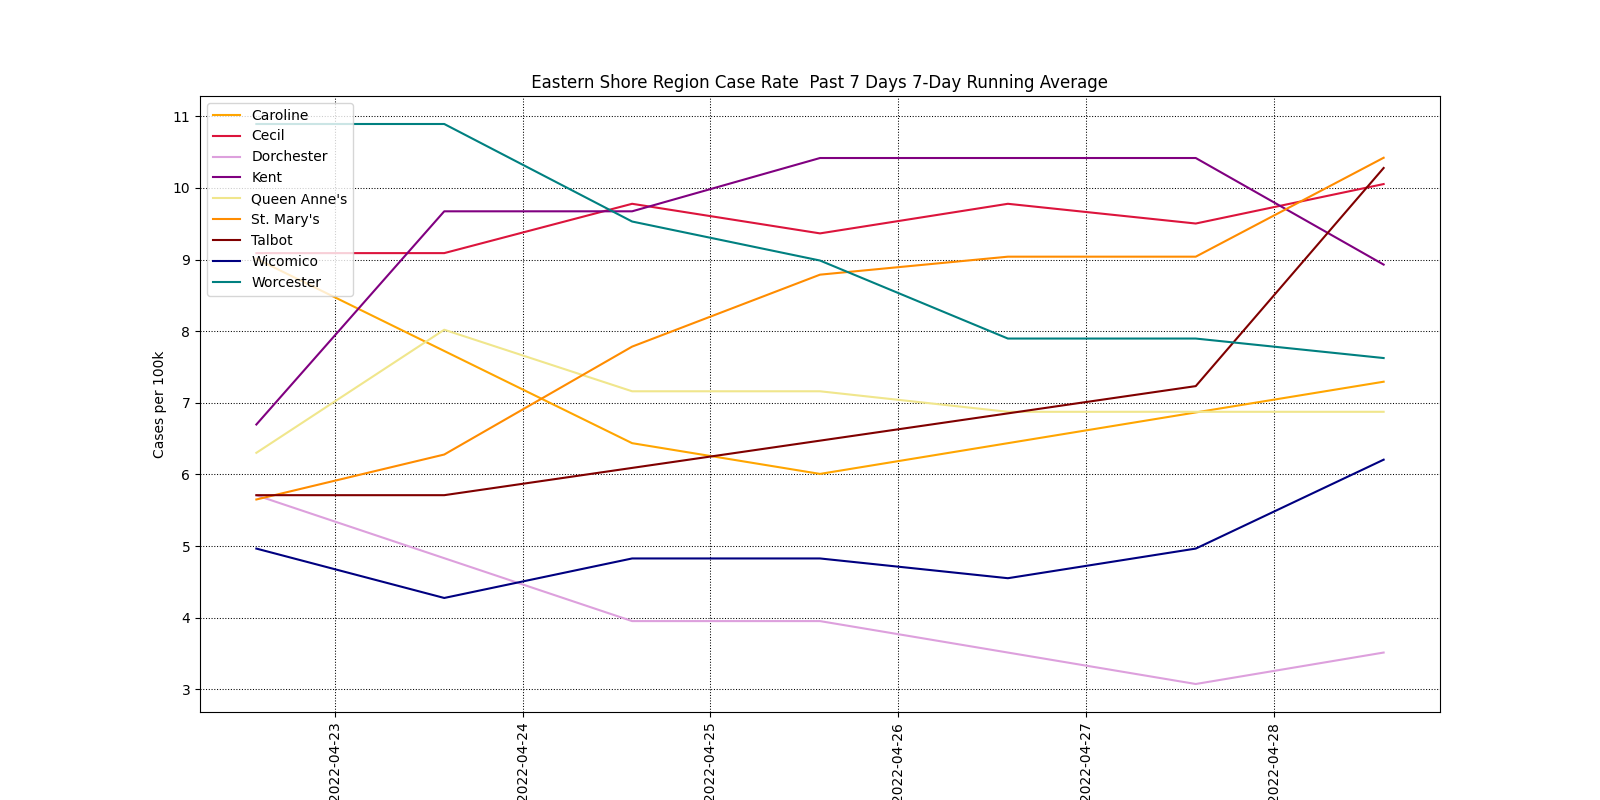 Eastern Shore Region Case Rate  Past 7 Days 7-Day Running Average
Caroline
Cecil
Dorchester
Kent
Queen Anne's
St. Mary's
Talbot
Wicomico
Worcester
Cases per 100k
11
10
9
8
7
6
5
4
3
2022-04-23
2022-04-24
2022-04-25
2022-04-26
2022-04-27
2022-04-28